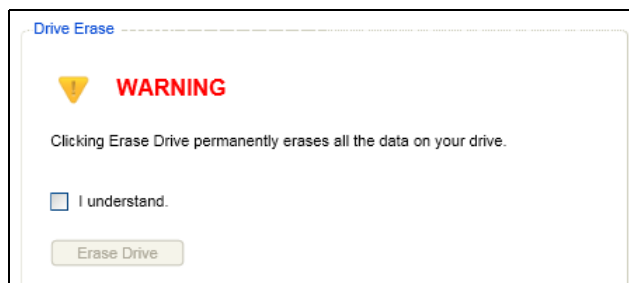 Drive Erase
WARNING
Clicking Erase Drive permanently erases all the data on your drive.
I understand.
Erase Drive